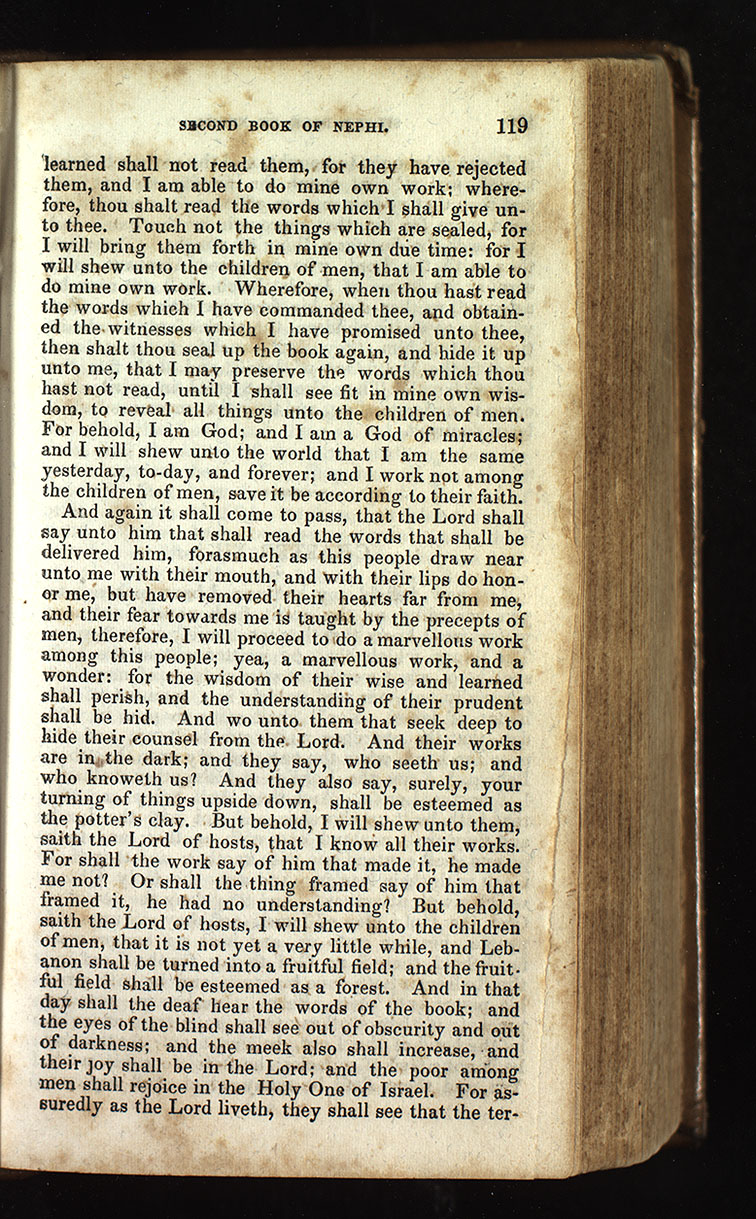 SECOND BOOK OF NEPHI. 119
learned shall not read them, for they have rejected
them, and I am able to do mine own work; where-
fore, thou shalt read the words which I shall give un-
to thee. Touch not the things which are sealed, for
I will bring them forth in mine own due time: for I
will shew unto the children of men, that I am able to
do mine own work. Wherefore, when thou hast read
the words which I have commanded thee, and obtain-
ed the witnesses which I have promised unto thee,
then shalt thou seal up the book again, and hide it up
unto me, that I may preserve the words which thou
hast not read, until I shall see fit in mine own wis-
dom, to reveal all things unto the children of men.
For behold, I am God; and I am a God of miracles;
and I will shew unto the world that I am the same
yesterday, to-day, and forever; and I work not among
the children of men, save it be according to their faith.
And again it shall come to pass, that the Lord shall
say unto him that shall read the words that shall be
delivered him, forasmuch as this people draw near
unto me with their mouth, and with their lips do hon-
or me, but have removed their hearts far from me,
and their fear towards me is taught by the precepts of
men, therefore, I will proceed to do a marvellous work
among this people; yea, a marvellous work, and a
wonder: for the wisdom of their wise and learned
shall perish, and the understanding of their prudent
shall be hid. And wo unto them that seek deep to
hide their counsel from the Lord. And their works
are in the dark; and they say, who seeth us; and
who knoweth us? And they also say, surely, your
turning of things upside down, shall be esteemed as
the potter's clay. But behold, I will shew unto them,
saith the Lord of hosts, that I know all their works.
For shall the work say of him that made it, he made
me not? Or shall the thing framed say of him that
framed it, he had no understanding? But behold,
saith the Lord of hosts, I will shew unto the children
of men, that it is not yet a very little while, and Leb-
anon shall be turned into a fruitful field; and the fruit-
ful field shall be esteemed as a forest. And in that
day shall the deaf hear the words of the book; and
the eyes of the blind shall see out of obscurity and out
of darkness; and the meek also shall increase, and
their joy shall be in the Lord; and the poor among
men shall rejoice in the Holy One of Israel. For as-
suredly as the Lord liveth, they shall see that the ter-